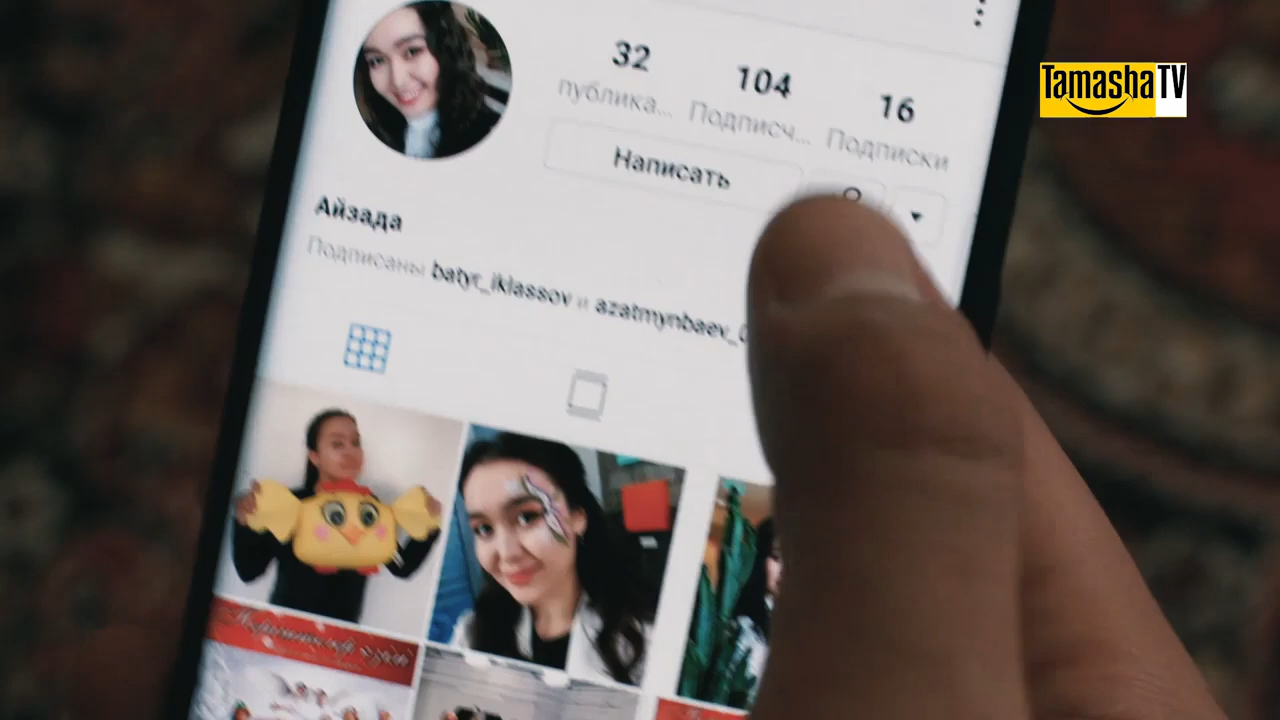 TamashaTV
32 104 16
публика... Подписч... Подписки
Написать
Айзада
Подписаны batyr_iklassov и azatmynbaev_